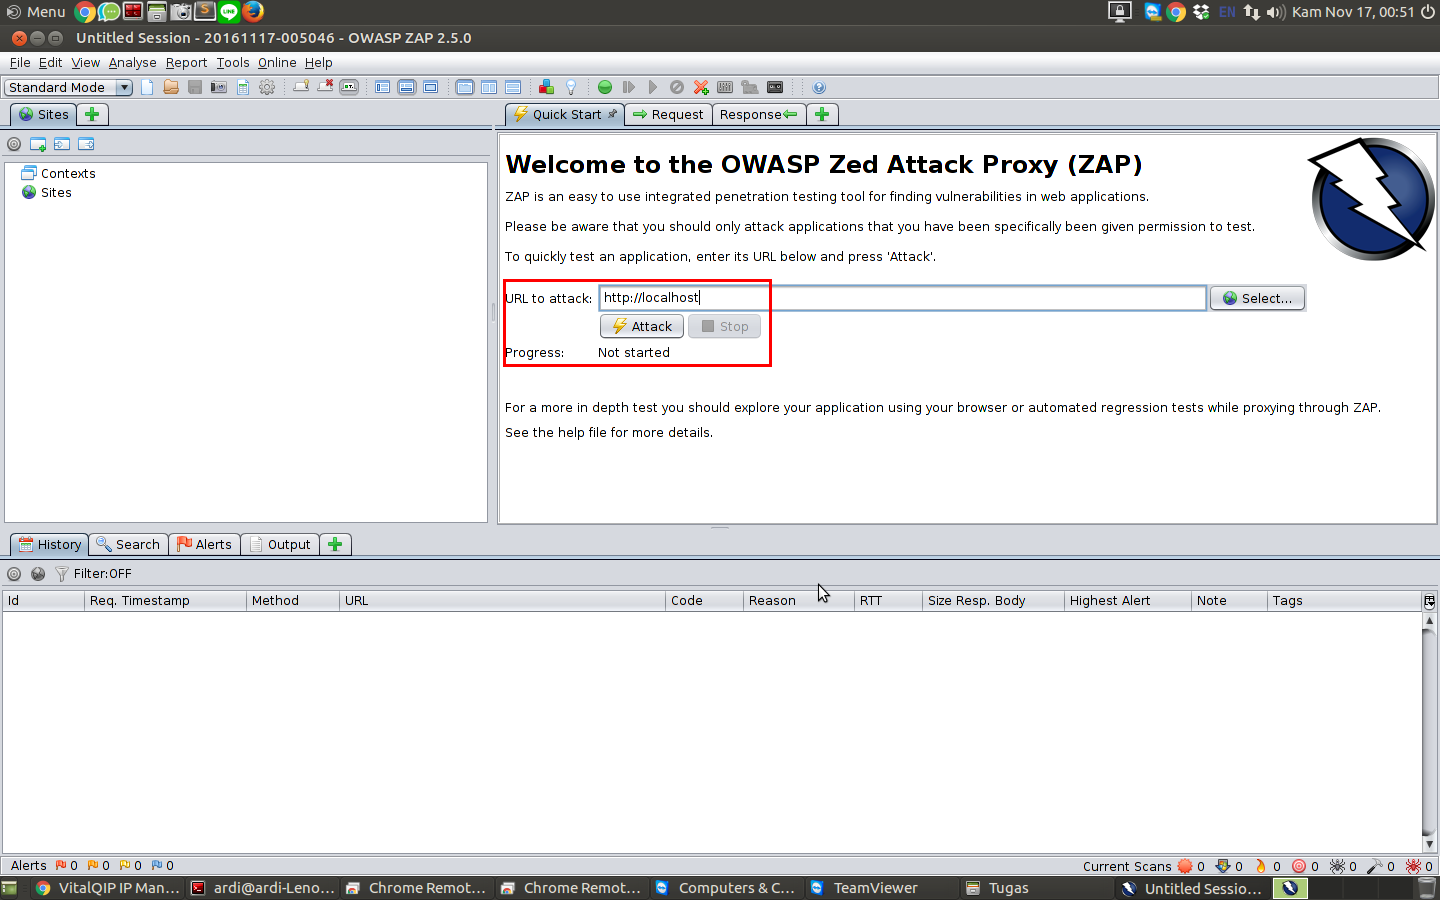 Menu
EN Kam Nov 17, 00:51
Untitled Session - 20161117-005046 - OWASP ZAP 2.5.0
File Edit View Analyse Report Tools Online Help
Standard Mode
Sites
Quick Start Request Response
Contexts
Sites
Welcome to the OWASP Zed Attack Proxy (ZAP)
ZAP is an easy to use integrated penetration testing tool for finding vulnerabilities in web applications.
Please be aware that you should only attack applications that you have been specifically been given permission to test.
To quickly test an application, enter its URL below and press 'Attack'.
URL to attack: http://localhost Select...
Attack Stop
Progress: Not started
For a more in depth test you should explore your application using your browser or automated regression tests while proxying through ZAP.
See the help file for more details.
History Search Alerts Output
Filter:OFF
Id Req. Timestamp Method URL Code Reason RTT Size Resp. Body Highest Alert Note Tags
Alerts 0 0 0 0 Current Scans 0 0 0 0 0 0 0
VitalQIP IP Man... ardi@ardi-Leno... Chrome Remot... Chrome Remot... Computers & C... TeamViewer Tugas Untitled Sessio...